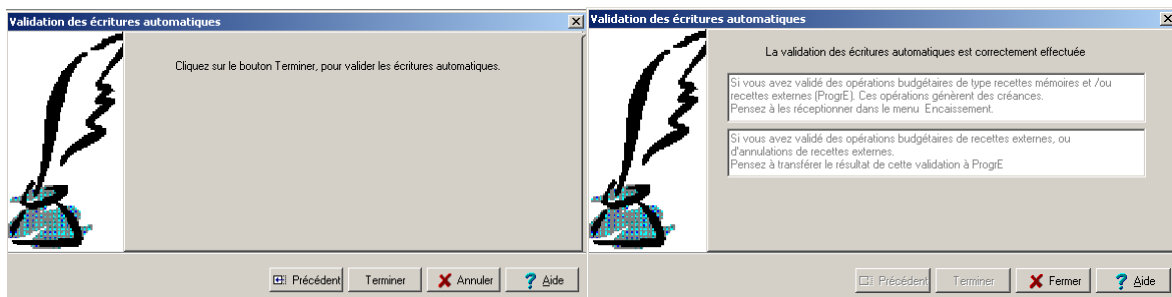 Validation des écritures automatiques
Cliquez sur le bouton Terminer, pour valider les écritures automatiques.
Précédent
Terminer
Annuler
Aide
Validation des écritures automatiques
La validation des écritures automatiques est correctement effectuée
Si vous avez validé des opérations budgétaires de type recettes mémoires et /ou
recettes externes (ProgrE). Ces opérations génèrent des créances.
Pensez à les réceptionner dans le menu Encaissement.
Si vous avez validé des opérations budgétaires de recettes externes, ou
d'annulations de recettes externes.
Pensez à transférer le résultat de cette validation à ProgrE
Précédent
Terminer
Fermer
Aide